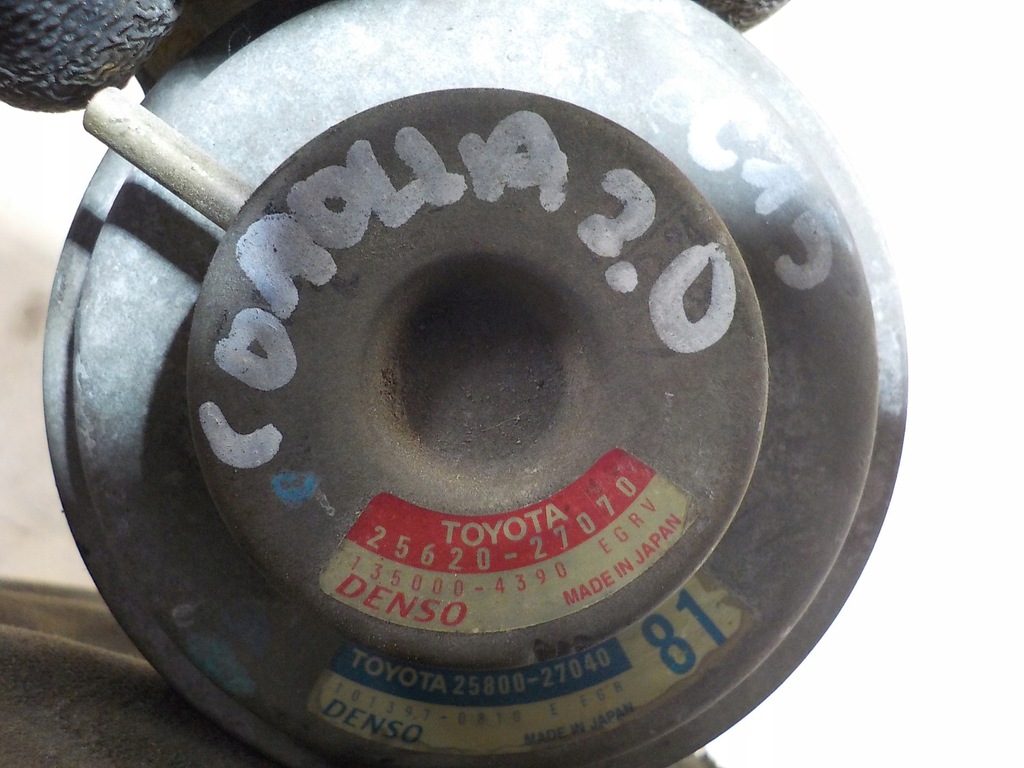 COROLLA 2.0
TOYOTA
25620-27070
135000-4390 EGRV
DENSO MADE IN JAPAN
81
TOYOTA 25800-27040
DENSO MADE IN JAPAN